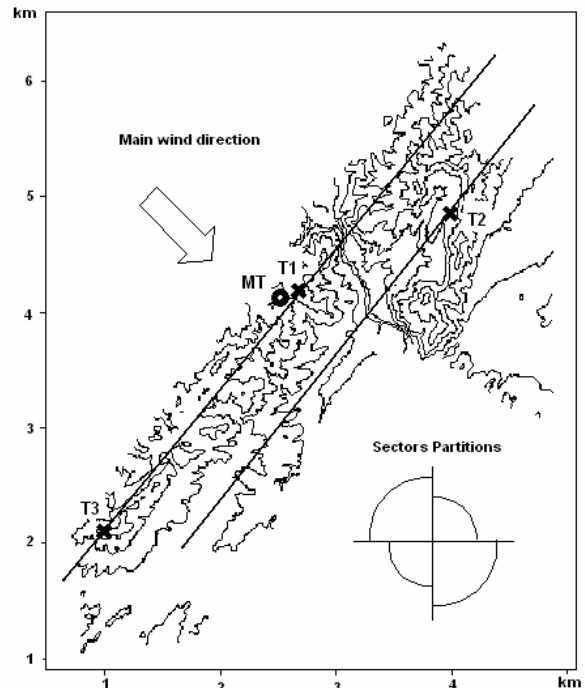 km
6
Main wind direction
5
T2
T1
MT
4
3
Sectors Partitions
T3
2
1
km
1
2
3
4